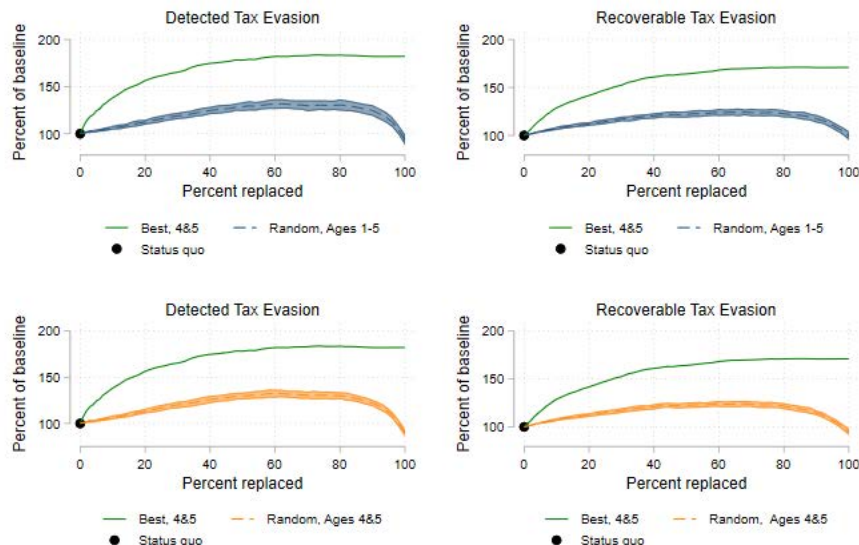 Detected Tax Evasion
Percent of baseline
200
150
100
0 20 40 60 80 100
Percent replaced
Best, 4&5 Random, Ages 1-5
Status quo
Recoverable Tax Evasion
Percent of baseline
200
150
100
0 20 40 60 80 100
Percent replaced
Best, 4&5 Random, Ages 1-5
Status quo
Detected Tax Evasion
Percent of baseline
200
150
100
0 20 40 60 80 100
Percent replaced
Best, 4&5 Random, Ages 4&5
Status quo
Recoverable Tax Evasion
Percent of baseline
200
150
100
0 20 40 60 80 100
Percent replaced
Best, 4&5 Random, Ages 4&5
Status quo